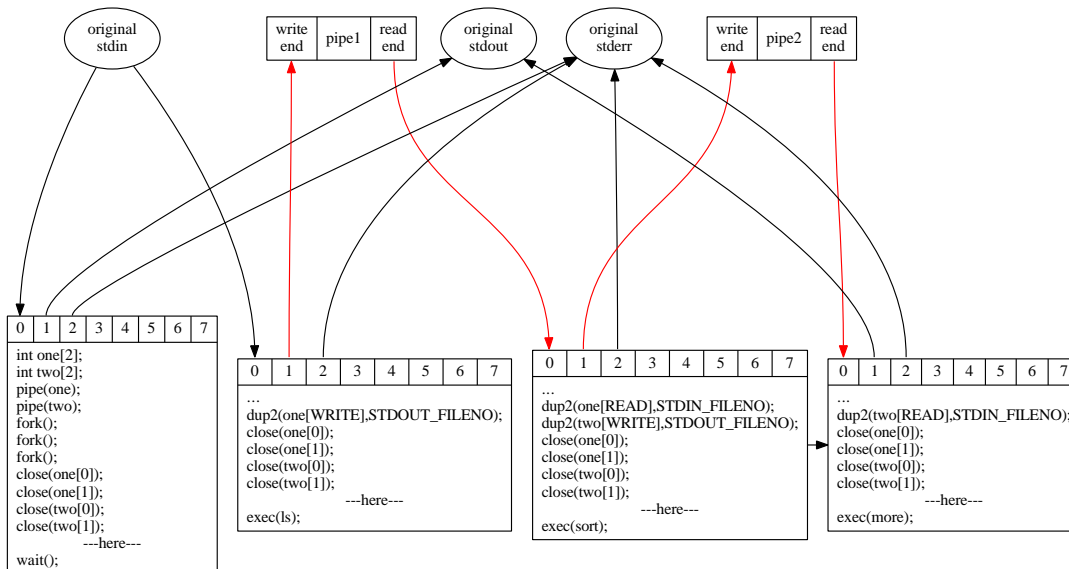 original
stdin
write
end
pipe1
read
end
original
stdout
original
stderr
write
end
pipe2
read
end
0 1 2 3 4 5 6 7
int one[2];
int two[2];
pipe(one);
pipe(two);
fork();
fork();
fork();
close(one[0]);
close(one[1]);
close(two[0]);
close(two[1]);
---here---
wait();
0 1 2 3 4 5 6 7
...
dup2(one[WRITE],STDOUT_FILENO);
close(one[0]);
close(one[1]);
close(two[0]);
close(two[1]);
---here---
exec(ls);
0 1 2 3 4 5 6 7
...
dup2(one[READ],STDIN_FILENO);
dup2(two[WRITE],STDOUT_FILENO);
close(one[0]);
close(one[1]);
close(two[0]);
close(two[1]);
---here---
exec(sort);
0 1 2 3 4 5 6 7
...
dup2(two[READ],STDIN_FILENO);
close(one[0]);
close(one[1]);
close(two[0]);
close(two[1]);
---here---
exec(more);